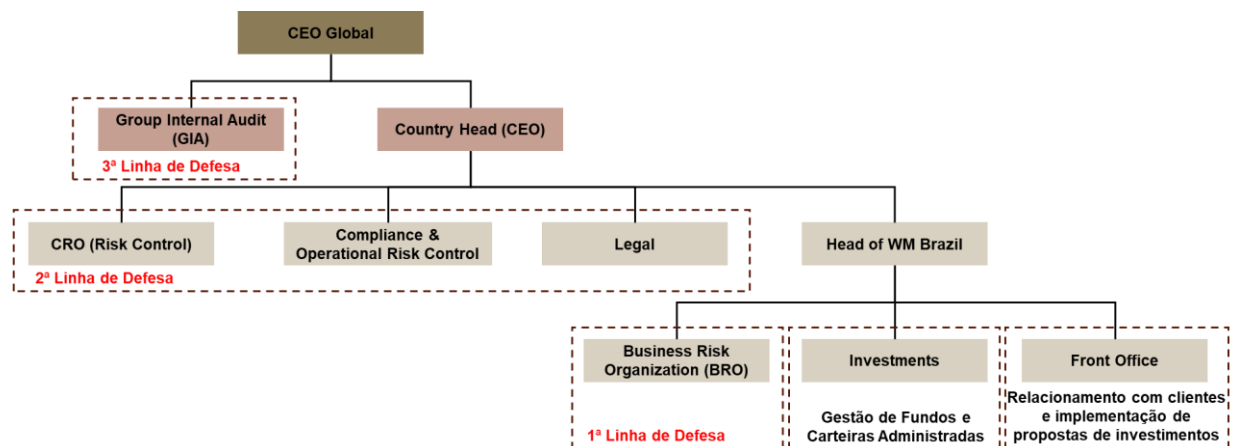 CEO Global
Group Internal Audit
(GIA)
3ª Linha de Defesa
Country Head (CEO)
CRO (Risk Control)
2ª Linha de Defesa
Compliance &
Operational Risk Control
Legal
Head of WM Brazil
Business Risk
Organization (BRO)
1ª Linha de Defesa
Investments
Gestão de Fundos e
Carteiras Administradas
Front Office
Relacionamento com clientes
e implementação de
propostas de investimentos